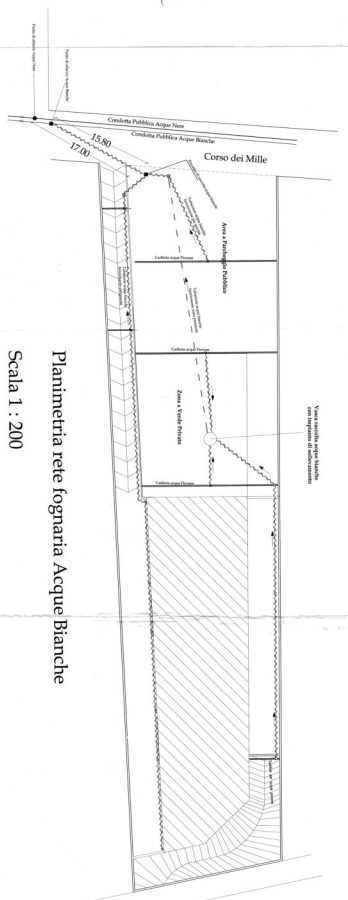 Punto di allaccio Acque Nere
Punto di allaccio Acque Bianche
Condotta Pubblica Acque Nere
Condotta Pubblica Acque Bianche
15.80
17.00
Corso dei Mille
Area a Parcheggio Pubblico
Caditoia acque Piovane
Caditoia acque Piovane
Zona a Verde Privato
Caditoia acque Piovane
Vasca raccolta acque bianche
con impianto di sollevamento
Planimetria rete fognaria Acque Bianche
Scala 1 : 200